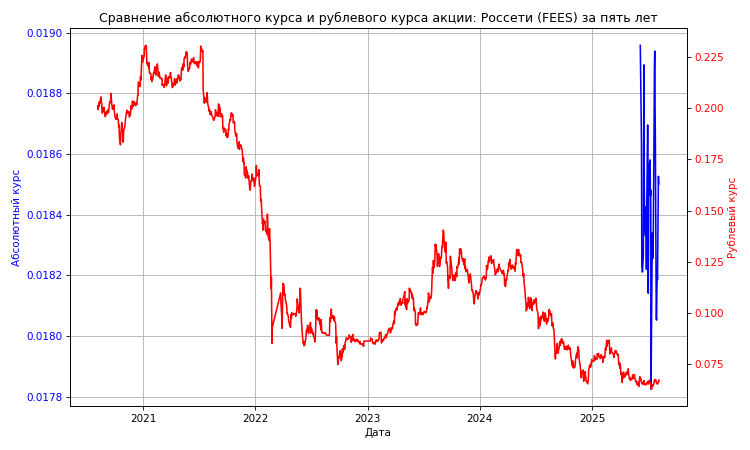 Сравнение абсолютного курса и рублевого курса акции: Россети (FEES) за пять лет
0.0190
0.0188
0.0186
0.0184
0.0182
0.0180
0.0178
Абсолютный курс
0.225
0.200
0.175
0.150
0.125
0.100
0.075
Рублевый курс
2021 2022 2023 2024 2025
Дата